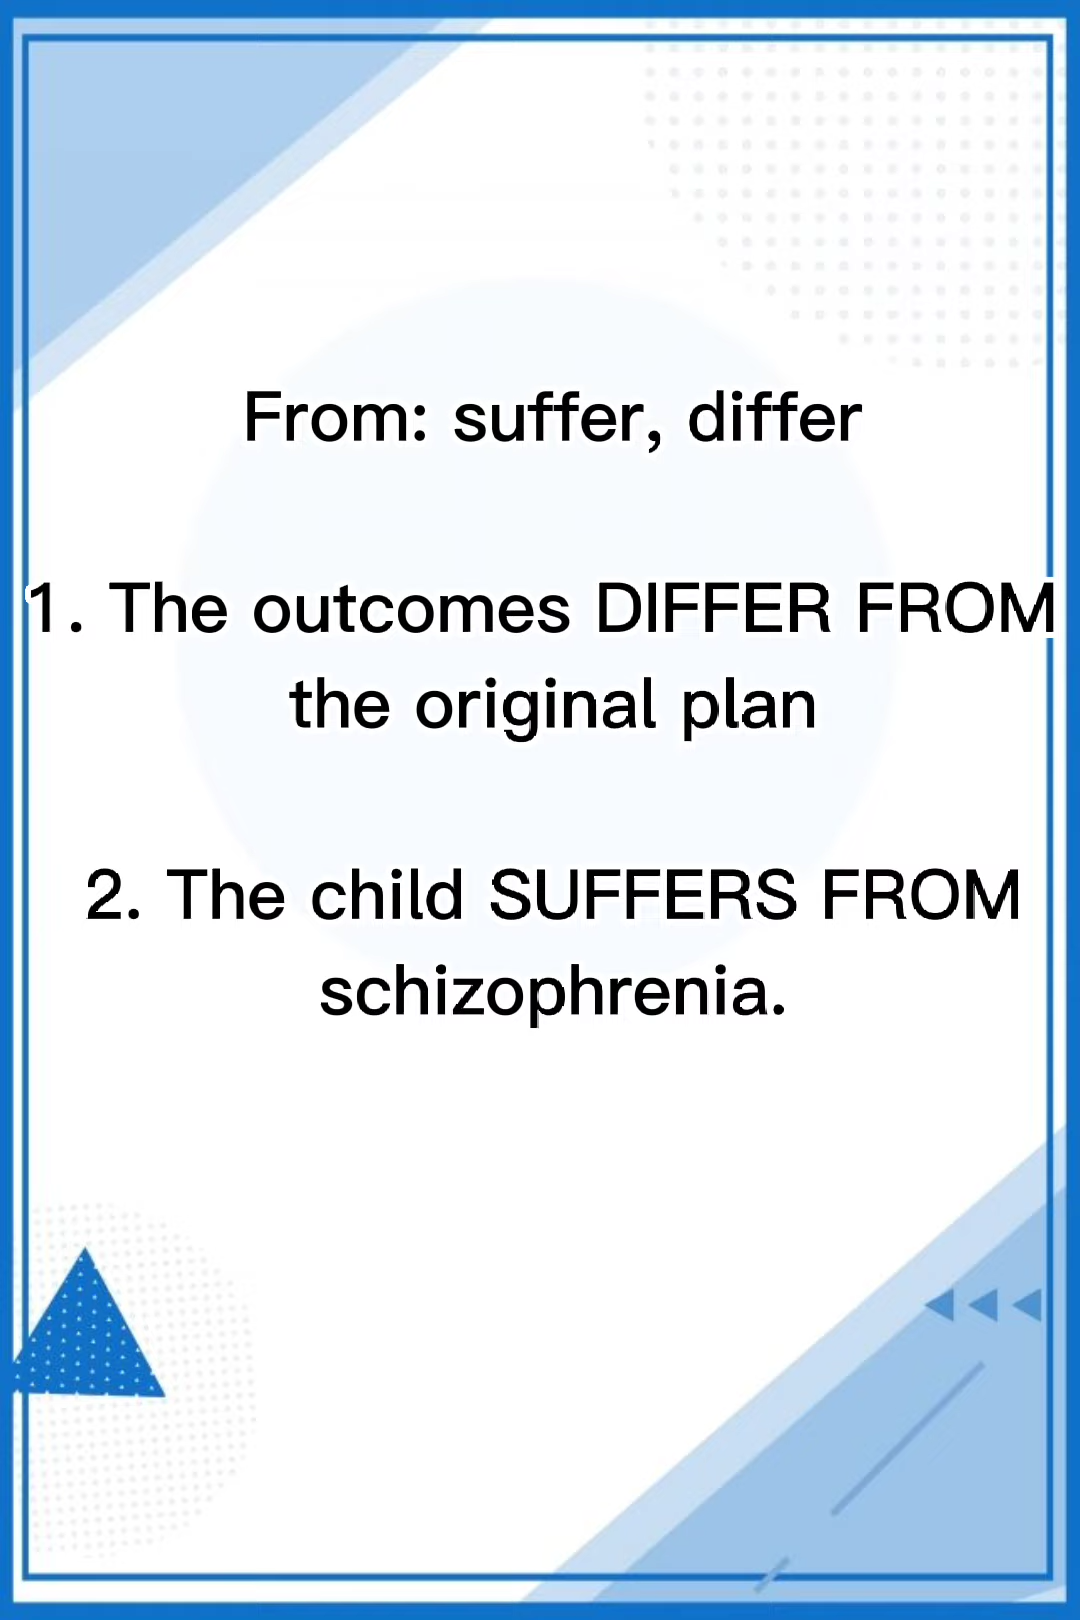 From: suffer, differ
1. The outcomes DIFFER FROM
the original plan
2. The child SUFFERS FROM
schizophrenia.